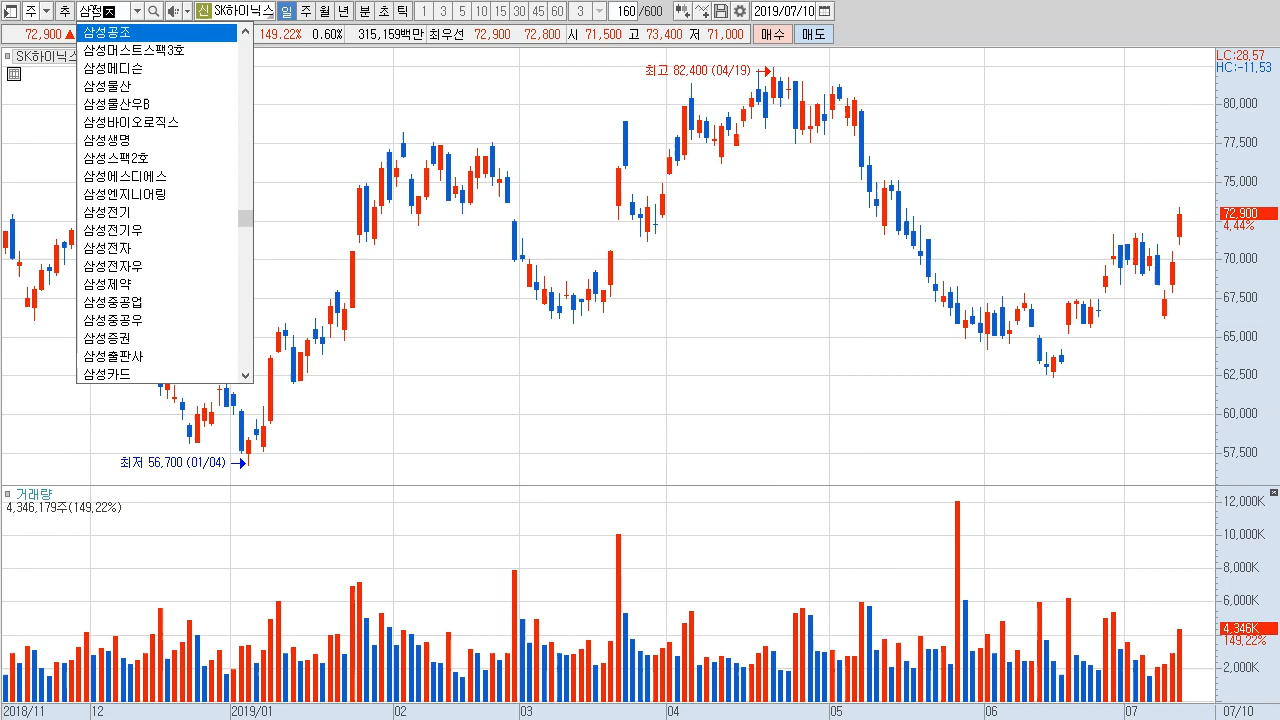 주 추 삼성ㅈ 신 SK하이닉스 일 주 월 년 분 초 틱 1 3 5 10 15 30 45 60 3 160 /600 2019/07/10
72,900 ▲ 149,22% 0.60% 315,159백만 최우선 72,900 72,800 시 71,500 고 73,400 저 71,000 매수 매도
SK하이닉스
삼성공조
삼성머스트스팩3호
삼성메디슨
삼성물산
삼성물산우B
삼성바이오로직스
삼성생명
삼성스팩2호
삼성에스디에스
삼성엔지니어링
삼성전기
삼성전기우
삼성전자
삼성전자우
삼성제약
삼성중공업
삼성중공우
삼성증권
삼성출판사
삼성카드
최고 82,400 (04/19)
최저 56,700 (01/04)
LC:28,57
HC:-11,53
80,000
77,500
75,000
72,900
4,44%
70,000
67,500
65,000
62,500
60,000
57,500
거래량
4,346,179주(149,22%)
12,000K
10,000K
8,000K
6,000K
4,346K
149,22%
2,000K
2018/11 12 2019/01 02 03 04 05 06 07 07/10